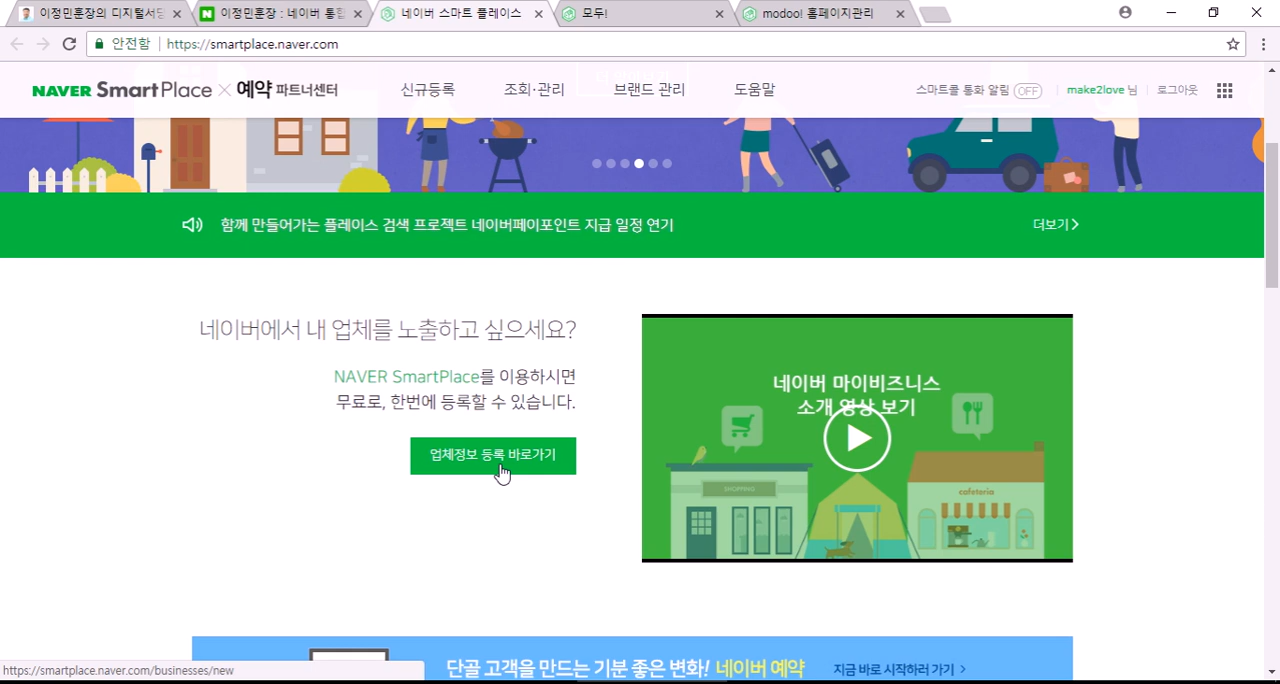 이정민훈장의 디지털서당
이정민훈장 : 네이버 통합
네이버 스마트 플레이스
모두!
modoo! 홈페이지관리
안전함
https://smartplace.naver.com
NAVER SmartPlace × 예약 파트너센터
신규등록
조회·관리
브랜드 관리
도움말
스마트콜 통화 알림 OFF
make2love 님
로그아웃
함께 만들어가는 플레이스 검색 프로젝트 네이버페이포인트 지급 일정 연기
더보기
네이버에서 내 업체를 노출하고 싶으세요?
NAVER SmartPlace를 이용하시면
무료로, 한번에 등록할 수 있습니다.
업체정보 등록 바로가기
네이버 마이비즈니스
소개 영상 보기
SHOPPING
cafeteria
단골 고객을 만드는 기분 좋은 변화! 네이버 예약
지금 바로 시작하러 가기
https://smartplace.naver.com/businesses/new